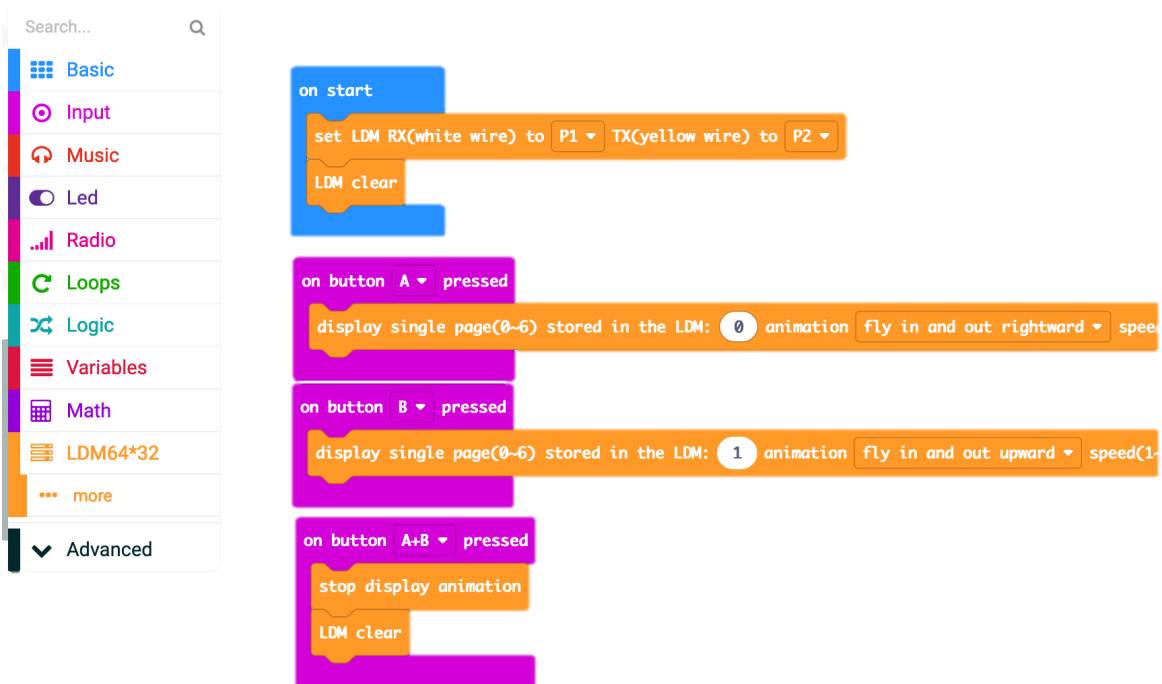 Search...
Basic
Input
Music
Led
Radio
Loops
Logic
Variables
Math
LDM64*32
more
Advanced
on start
set LDM RX(white wire) to P1 TX(yellow wire) to P2
LDM clear
on button A pressed
display single page(0~6) stored in the LDM: 0 animation fly in and out rightward spee
on button B pressed
display single page(0~6) stored in the LDM: 1 animation fly in and out upward speed(1~
on button A+B pressed
stop display animation
LDM clear